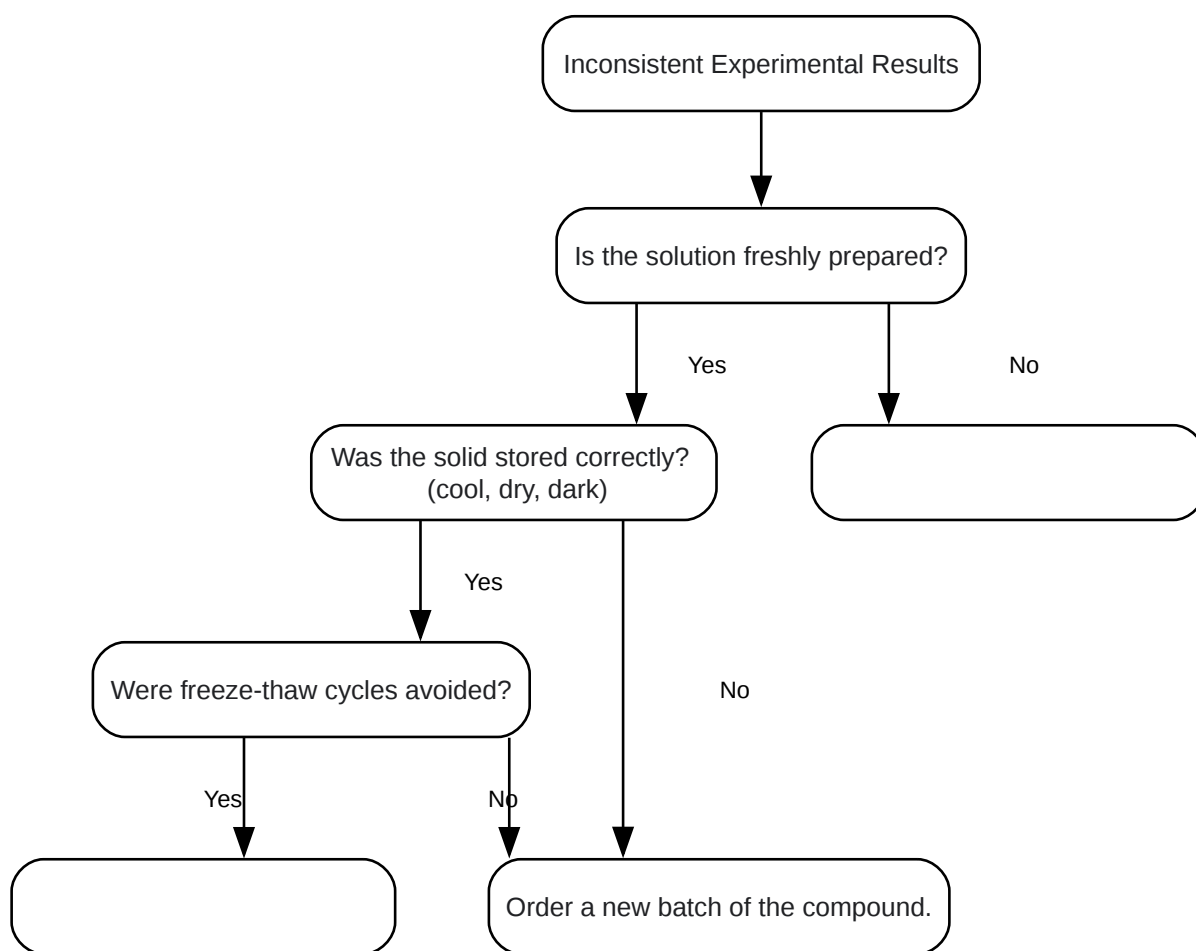 Inconsistent Experimental Results
Is the solution freshly prepared?
Yes
No
Was the solid stored correctly?
(cool, dry, dark)
Yes
Were freeze-thaw cycles avoided?
No
Yes
No
Order a new batch of the compound.